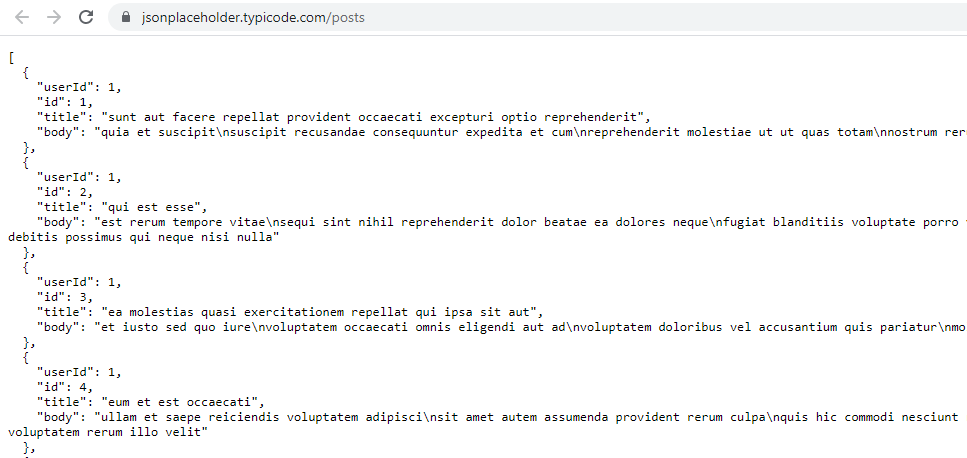 jsonplaceholder.typicode.com/posts
[
  {
    "userId": 1,
    "id": 1,
    "title": "sunt aut facere repellat provident occaecati excepturi optio reprehenderit",
    "body": "quia et suscipit\nsuscipit recusandae consequuntur expedita et cum\nreprehenderit molestiae ut ut quas totam\nnostrum rer
  },
  {
    "userId": 1,
    "id": 2,
    "title": "qui est esse",
    "body": "est rerum tempore vitae\nsequi sint nihil reprehenderit dolor beatae ea dolores neque\nfugiat blanditiis voluptate porro
debitis possimus qui neque nisi nulla"
  },
  {
    "userId": 1,
    "id": 3,
    "title": "ea molestias quasi exercitationem repellat qui ipsa sit aut",
    "body": "et iusto sed quo iure\nvoluptatem occaecati omnis eligendi aut ad\nvoluptatem doloribus vel accusantium quis pariatur\nmo
  },
  {
    "userId": 1,
    "id": 4,
    "title": "eum et est occaecati",
    "body": "ullam et saepe reiciendis voluptatem adipisci\nsit amet autem assumenda provident rerum culpa\nquis hic commodi nesciunt
voluptatem rerum illo velit"
  },